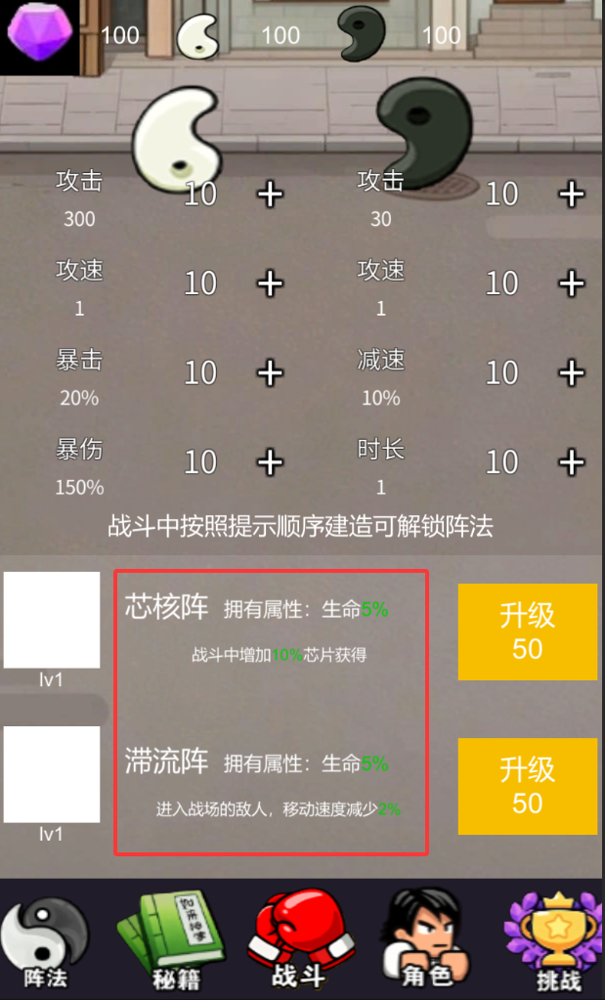 100 100 100
攻击 10 + 攻击 10 +
300 30
攻速 10 + 攻速 10 +
1 1
暴击 10 + 减速 10 +
20% 10%
暴伤 10 + 时长 10 +
150% 1
战斗中按照提示顺序建造可解锁阵法
芯核阵 拥有属性：生命5%
升级
战斗中增加10%芯片获得
50
lv1
滞流阵 拥有属性：生命5%
升级
进入战场的敌人，移动速度减少2%
50
lv1
阵法 秘籍 战斗 角色 挑战